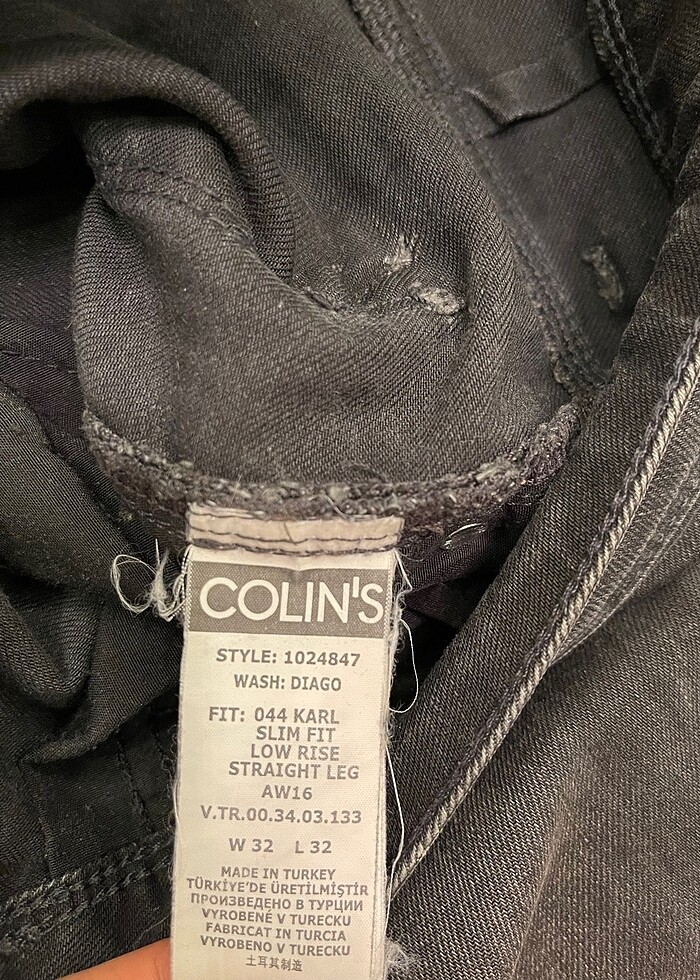 COLIN'S
STYLE: 1024847
WASH: DIAGO
FIT: 044 KARL
SLIM FIT
LOW RISE
STRAIGHT LEG
AW16
V.TR.00.34.03.133
W 32 L 32
MADE IN TURKEY
TÜRKİYE'DE ÜRETİLMİŞTİR
ПРОИЗВЕДЕНО В ТУРЦИИ
VYROBENÉ V TURECKU
FABRICAT IN TURCIA
VYROBENO V TURECKU
土耳其制造